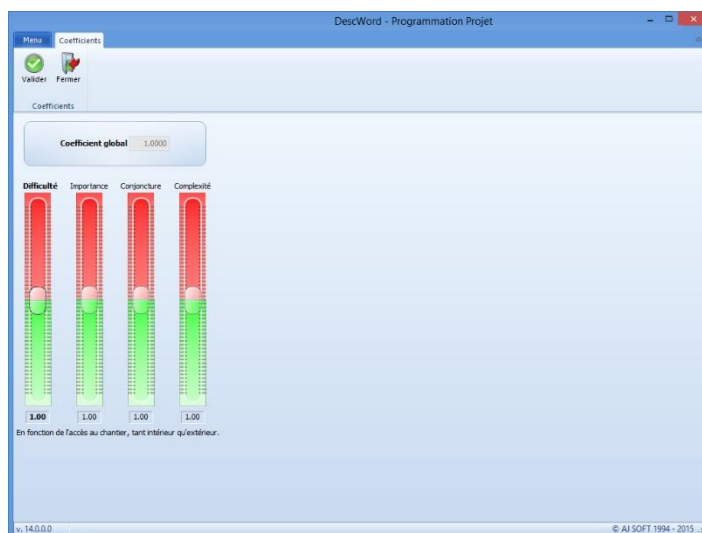 DescWord - Programmation Projet
Menu Coefficients
Valider Fermer
Coefficients
Coefficient global 1.0000
Difficulté Importance Conjoncture Complexité
1.00 1.00 1.00 1.00
En fonction de l'accès au chantier, tant intérieur qu'extérieur.
v. 14.0.0.0 © AJ SOFT 1994 - 2015